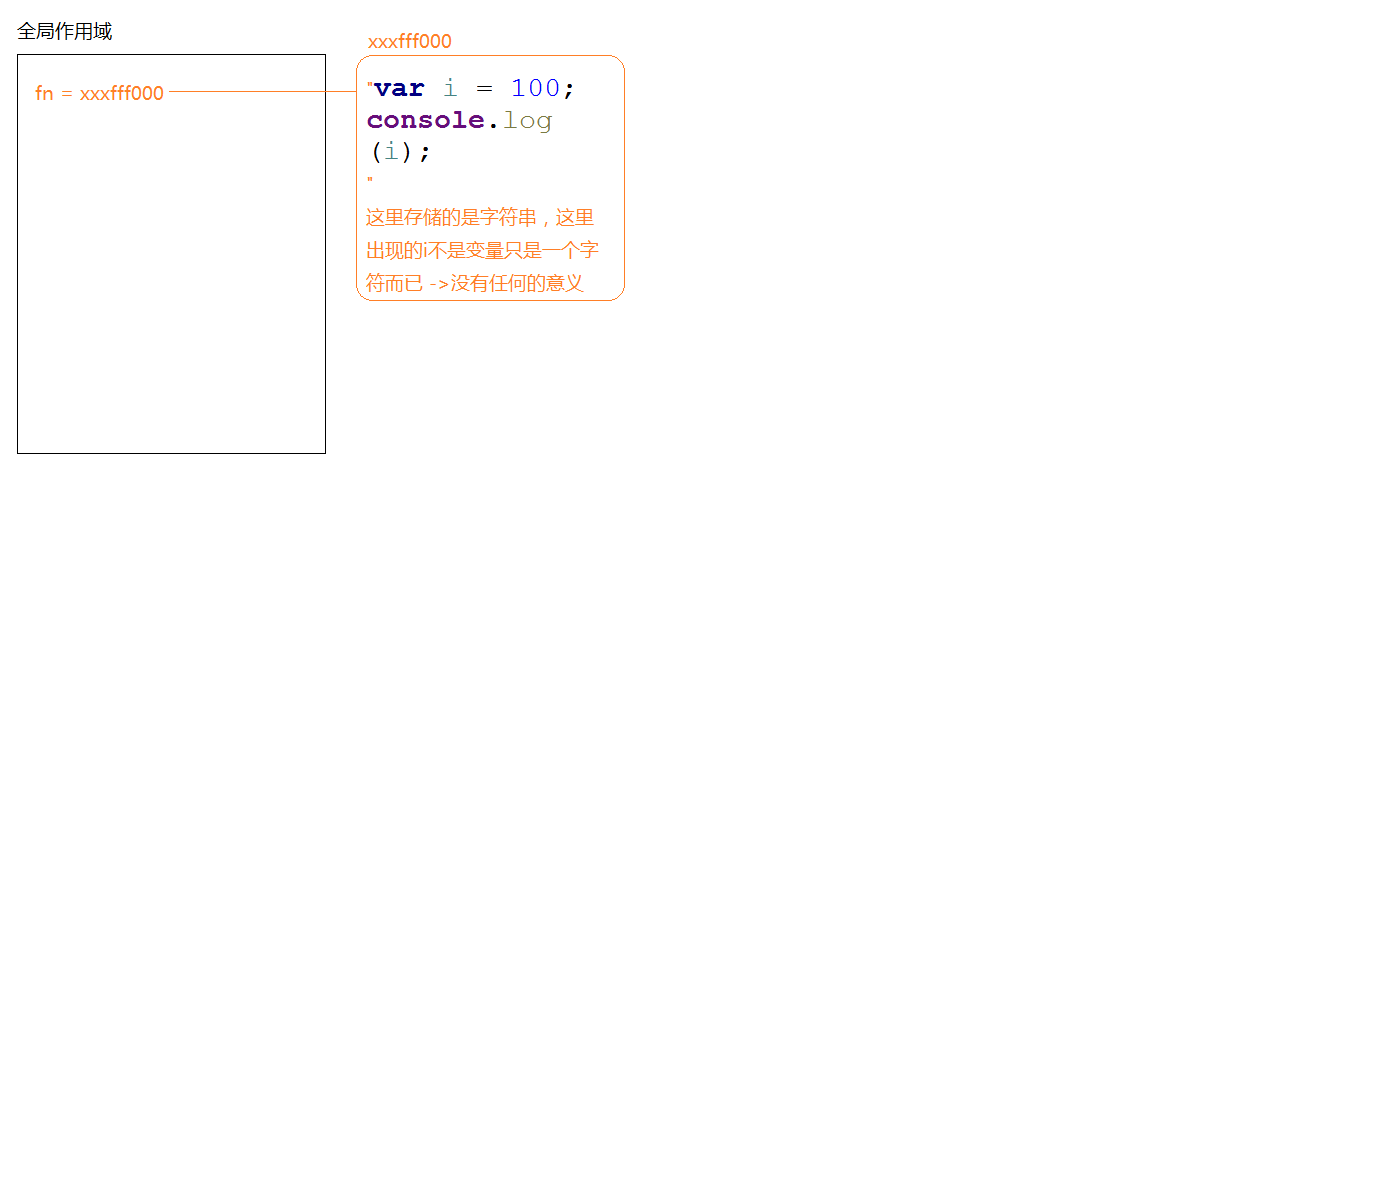 全局作用域
xxxfff000
fn = xxxfff000
"var i = 100;
console.log
(i);
"
这里存储的是字符串，这里
出现的i不是变量只是一个字
符而已 ->没有任何的意义